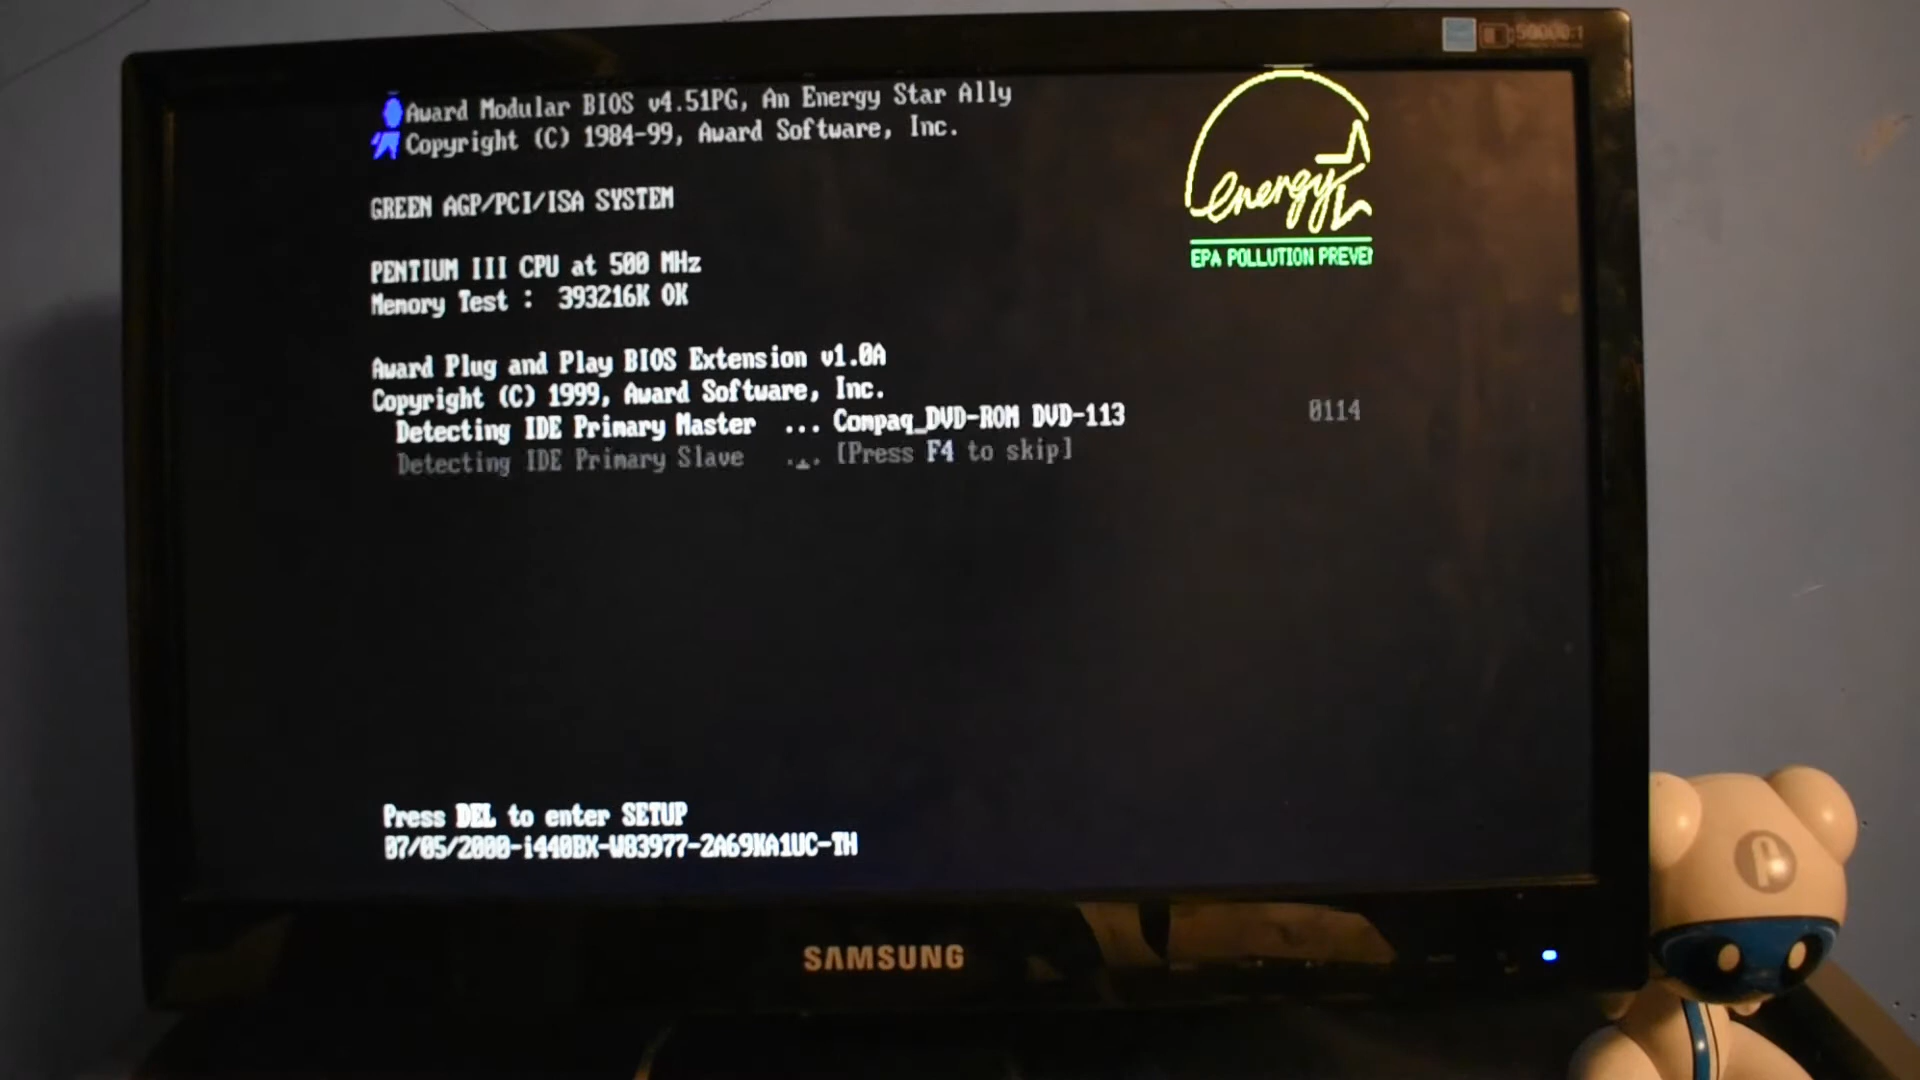 50000:1
Award Modular BIOS v4.51PG, An Energy Star Ally
Copyright (C) 1984-99, Award Software, Inc.
energy
EPA POLLUTION PREVE
GREEN AGP/PCI/ISA SYSTEM
PENTIUM III CPU at 500 MHz
Memory Test : 393216K OK
Award Plug and Play BIOS Extension v1.0A
Copyright (C) 1999, Award Software, Inc.
Detecting IDE Primary Master ... Compaq_DVD-ROM DVD-113 0114
Detecting IDE Primary Slave ... [Press F4 to skip]
Press DEL to enter SETUP
07/05/2000-i440BX-W83977-2A69KA1UC-TH
SAMSUNG
A